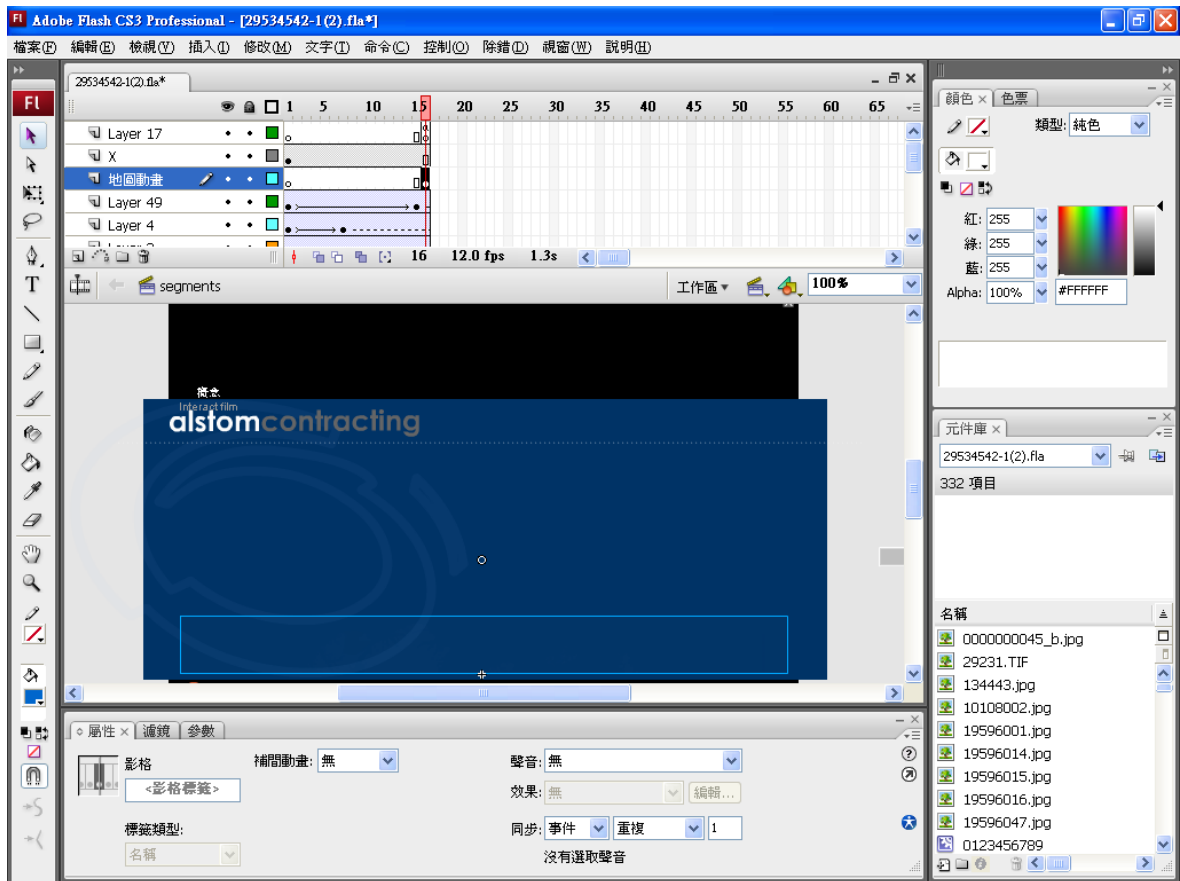 Adobe Flash CS3 Professional - [29534542-1(2).fla*]
檔案(F) 編輯(E) 檢視(V) 插入(I) 修改(M) 文字(T) 命令(C) 控制(O) 除錯(D) 視窗(W) 說明(H)
Fl
29534542-1(2).fla*
1 5 10 15 20 25 30 35 40 45 50 55 60 65
Layer 17
X
地圖動畫
Layer 49
Layer 4
16 12.0 fps 1.3s
segments
工作區
100%
概念
Interact film
alstomcontracting
屬性 × 濾鏡 參數
影格
<影格標籤>
標籤類型:
名稱
補間動畫: 無
聲音: 無
效果: 無 編輯...
同步: 事件 重複 1
沒有選取聲音
顏色 × 色票
類型: 純色
紅: 255
綠: 255
藍: 255
Alpha: 100% #FFFFFF
元件庫 ×
29534542-1(2).fla
332 項目
名稱
0000000045_b.jpg
29231.TIF
134443.jpg
10108002.jpg
19596001.jpg
19596014.jpg
19596015.jpg
19596016.jpg
19596047.jpg
0123456789